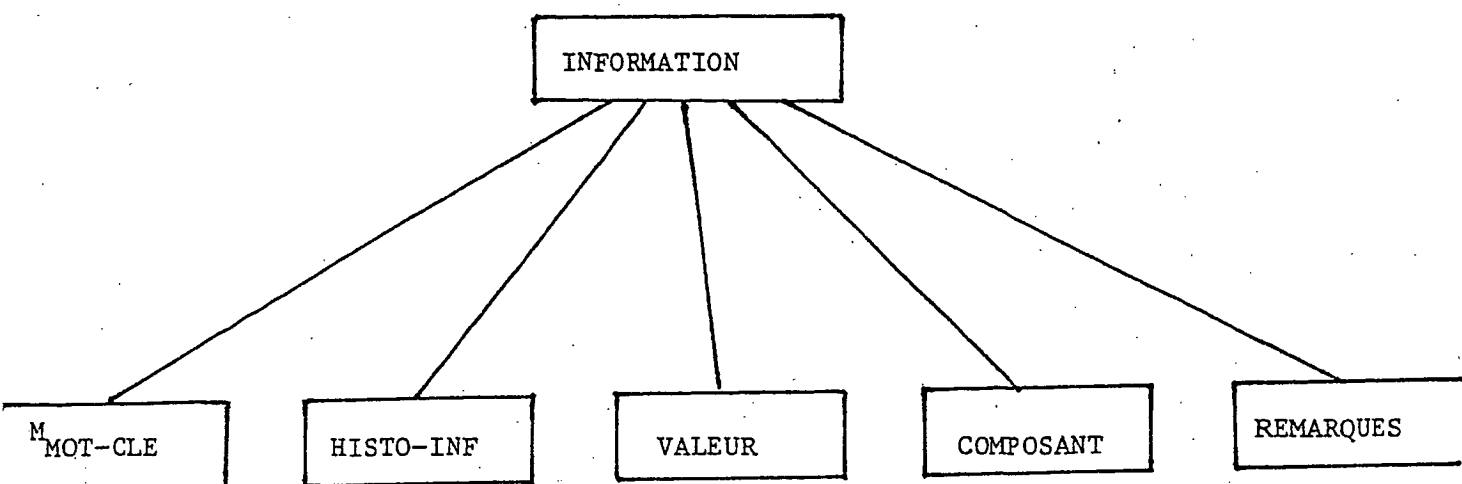 INFORMATION
MMOT-CLE
HISTO-INF
VALEUR
COMPOSANT
REMARQUES